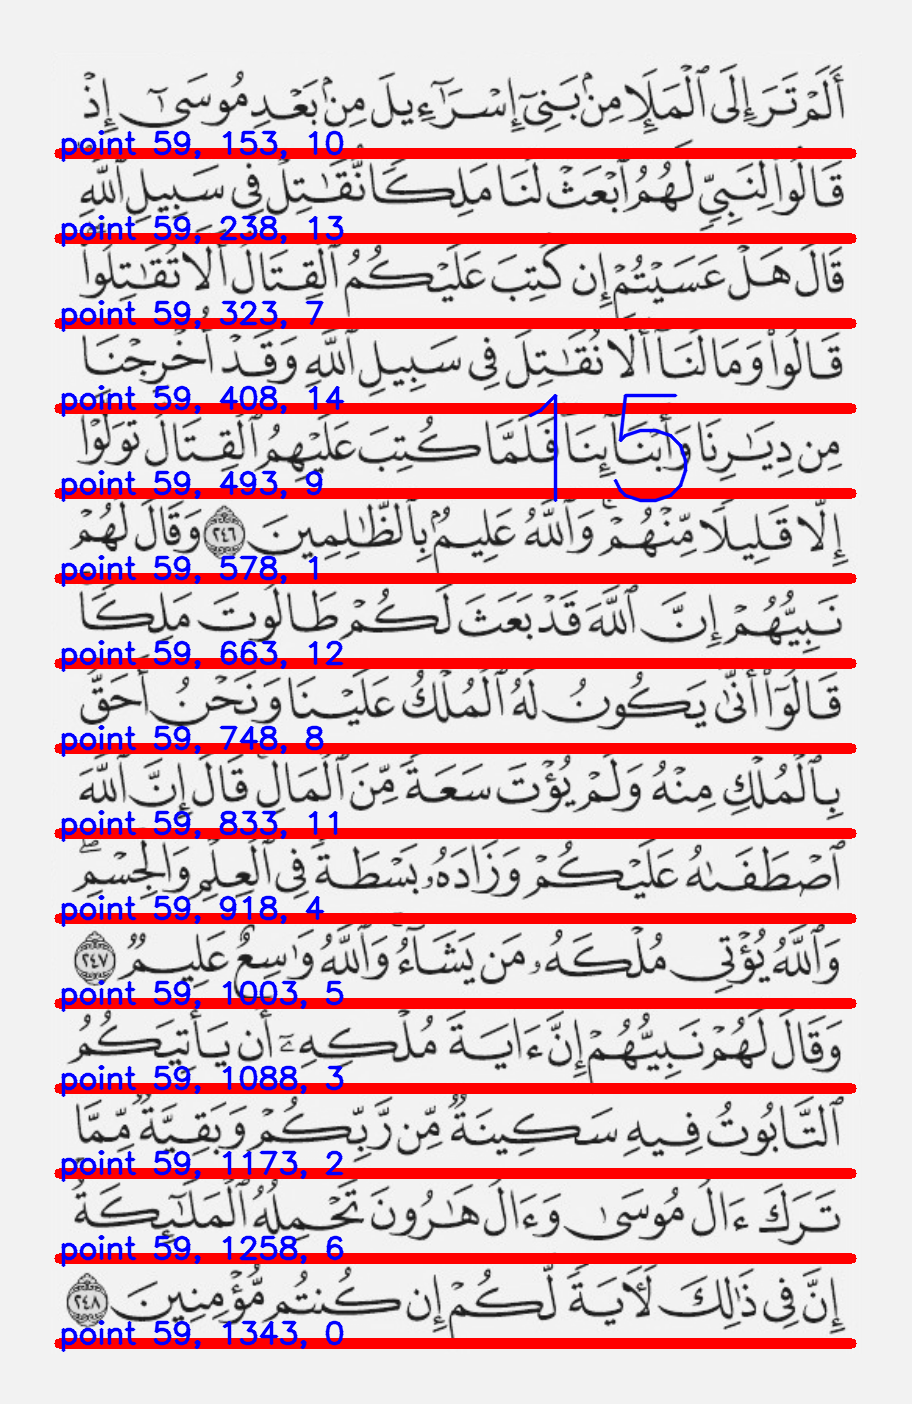 أَلَمْ تَرَ إِلَى ٱلْمَلَإِ مِنۢ بَنِىٓ إِسْرَٰٓءِيلَ مِنۢ بَعْدِ مُوسَىٰٓ إِذْ
point 59, 153, 10
قَالُوا۟ لِنَبِىٍّ لَّهُمُ ٱبْعَثْ لَنَا مَلِكًا نُّقَٰتِلْ فِى سَبِيلِ ٱللَّهِ
point 59, 238, 13
قَالَ هَلْ عَسَيْتُمْ إِن كُتِبَ عَلَيْكُمُ ٱلْقِتَالُ أَلَّا تُقَٰتِلُوا۟
point 59, 323, 7
قَالُوا۟ وَمَا لَنَآ أَلَّا نُقَٰتِلَ فِى سَبِيلِ ٱللَّهِ وَقَدْ أُخْرِجْنَا
point 59, 408, 14
15
مِن دِيَٰرِنَا وَأَبْنَآئِنَا فَلَمَّا كُتِبَ عَلَيْهِمُ ٱلْقِتَالُ تَوَلَّوْا۟
point 59, 493, 9
إِلَّا قَلِيلًا مِّنْهُمْ وَٱللَّهُ عَلِيمٌۢ بِٱلظَّٰلِمِينَ ٢٤٦ وَقَالَ لَهُمْ
point 59, 578, 1
نَبِيُّهُمْ إِنَّ ٱللَّهَ قَدْ بَعَثَ لَكُمْ طَالُوتَ مَلِكًا
point 59, 663, 12
قَالُوٓا۟ أَنَّىٰ يَكُونُ لَهُ ٱلْمُلْكُ عَلَيْنَا وَنَحْنُ أَحَقُّ
point 59, 748, 8
بِٱلْمُلْكِ مِنْهُ وَلَمْ يُؤْتَ سَعَةً مِّنَ ٱلْمَالِ قَالَ إِنَّ ٱللَّهَ
point 59, 833, 11
ٱصْطَفَىٰهُ عَلَيْكُمْ وَزَادَهُۥ بَسْطَةً فِى ٱلْعِلْمِ وَٱلْجِسْمِ ۖ
point 59, 918, 4
وَٱللَّهُ يُؤْتِى مُلْكَهُۥ مَن يَشَآءُ وَٱللَّهُ وَٰسِعٌ عَلِيمٌ ٢٤٧
point 59, 1003, 5
وَقَالَ لَهُمْ نَبِيُّهُمْ إِنَّ ءَايَةَ مُلْكِهِۦٓ أَن يَأْتِيَكُمُ
point 59, 1088, 3
ٱلتَّابُوتُ فِيهِ سَكِينَةٌ مِّن رَّبِّكُمْ وَبَقِيَّةٌ مِّمَّا
point 59, 1173, 2
تَرَكَ ءَالُ مُوسَىٰ وَءَالُ هَٰرُونَ تَحْمِلُهُ ٱلْمَلَٰٓئِكَةُ
point 59, 1258, 6
إِنَّ فِى ذَٰلِكَ لَءَايَةً لَّكُمْ إِن كُنتُم مُّؤْمِنِينَ ٢٤٨
point 59, 1343, 0